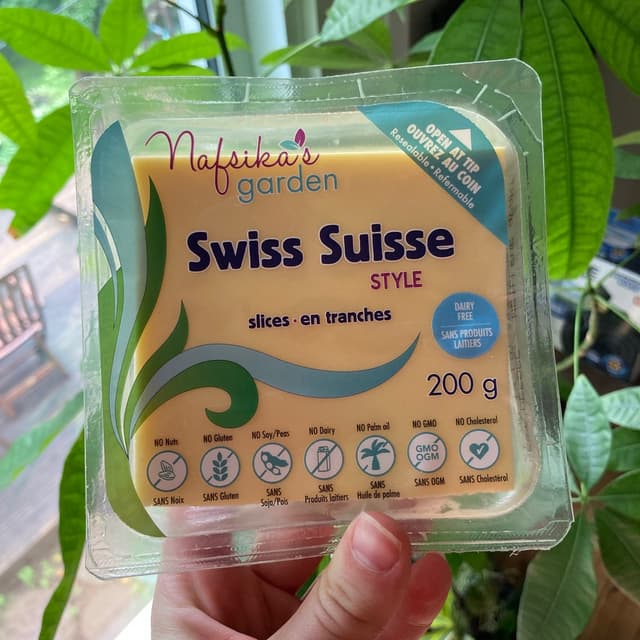 Nafsika's
garden
OPEN AT TIP
OUVREZ AU COIN
Resealable • Refermable
Swiss Suisse
STYLE
slices · en tranches
DAIRY
FREE
SANS PRODUITS
LAITIERS
200 g
NO Nuts
SANS Noix
NO Gluten
SANS Gluten
NO Soy/Peas
SANS
Soja/Pois
NO Dairy
SANS
Produits laitiers
NO Palm oil
SANS
Huile de palme
NO GMO
GMO
OGM
SANS OGM
NO Cholesterol
SANS Cholésterol